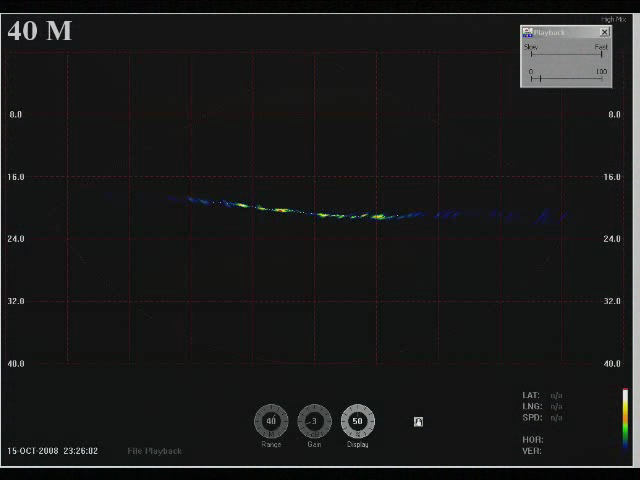 High Mix
40 M
Playback
Slow Fast
0 100
8.0 8.0
16.0 16.0
24.0 24.0
32.0 32.0
40.0 40.0
LAT: n/a
LNG: n/a
SPD: n/a
HOR:
VER:
40 3 50
Range Gain Display
15-OCT-2008 23:26:02 File Playback